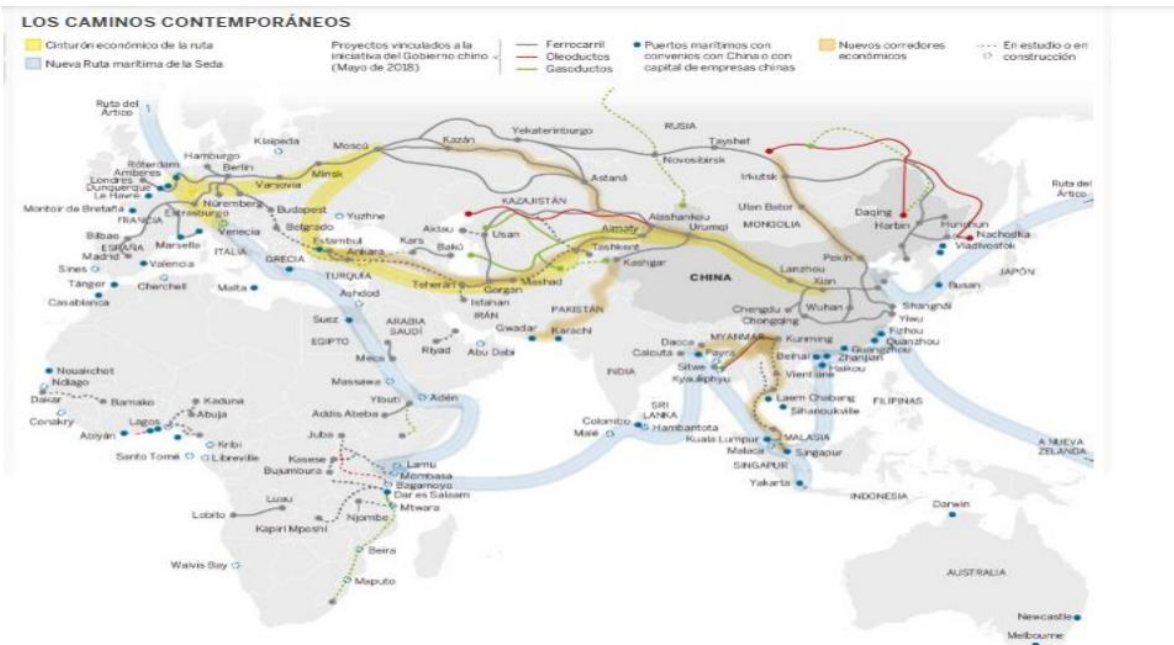 LOS CAMINOS CONTEMPORÁNEOS
Cinturón económico de la ruta
Nueva Ruta marítima de la Seda
Proyectos vinculados a la
iniciativa del Gobierno chino
(Mayo de 2018)
Ferrocarril
Oleoductos
Gasoductos
Puertos marítimos con
convenios con China o con
capital de empresas chinas
Nuevos corredores
económicos
En estudio o en
construcción
Ruta del
Ártico
Klaipeda
Hamburgo
Róterdam
Amberes
Londres
Dunquerque
Le Havre
Berlín
Montoir de Bretaña
FRANCIA
Estrasburgo
Varsovia
Minsk
Moscú
Kazán
Yekaterinburgo
RUSIA
Tayshet
Novosibirsk
Irkutsk
Astaná
Núremberg
Budapest
Belgrado
Venecia
Yuzhne
KAZAJISTÁN
Alashankou
Ulan Bator
MONGOLIA
Daqing
Harbin
Hunchun
Nachodka
Vladivostok
Ruta del
Ártico
Bilbao
ESPAÑA
Madrid
Marsella
ITALIA
Estambul
Ankara
Kars
Aktau
Bakú
Usan
Almaty
Urumqi
Tashkent
Kashgar
Pekín
Sines
Valencia
GRECIA
TURQUÍA
Teherán
Gorgan
Mashad
CHINA
Lanzhou
Xian
JAPÓN
Busan
Tánger
Casablanca
Cherchell
Malta
Ashdod
Isfahan
IRÁN
PAKISTÁN
Chengdu
Chongqing
Wuhan
Shanghái
Yiwu
Suez
ARABIA
SAUDÍ
EGIPTO
Riyad
Abu Dabi
Gwadar
Karachi
MYANMAR
Dacca
Kunming
Fizhou
Quanzhou
Guangzhou
Zhanjian
Haikou
Beihai
Meca
Calcuta
Payra
Sitwe
Kyaukphyu
INDIA
Vientiane
Nouakchot
Ndiago
Dakar
Bamako
Kaduna
Abuja
Massawa
Yibuti
Adén
Addis Abeba
SRI
LANKA
Colombo
Hambantota
Malé
Laem Chabang
Sihanoukville
FILIPINAS
Conakry
Abiyán
Lagos
Kribi
Santo Tomé
Libreville
Juba
Kasese
Bujumbura
Lamu
Mombasa
Bagamoyo
Dar es Salaam
Mtwara
Kuala Lumpur
MALASIA
Malaca
Singapur
SINGAPUR
A NUEVA
ZELANDA
Yakarta
INDONESIA
Luau
Lobito
Kapiri Mposhi
Njombe
Darwin
Walvis Bay
Beira
Maputo
AUSTRALIA
Newcastle
Melbourne